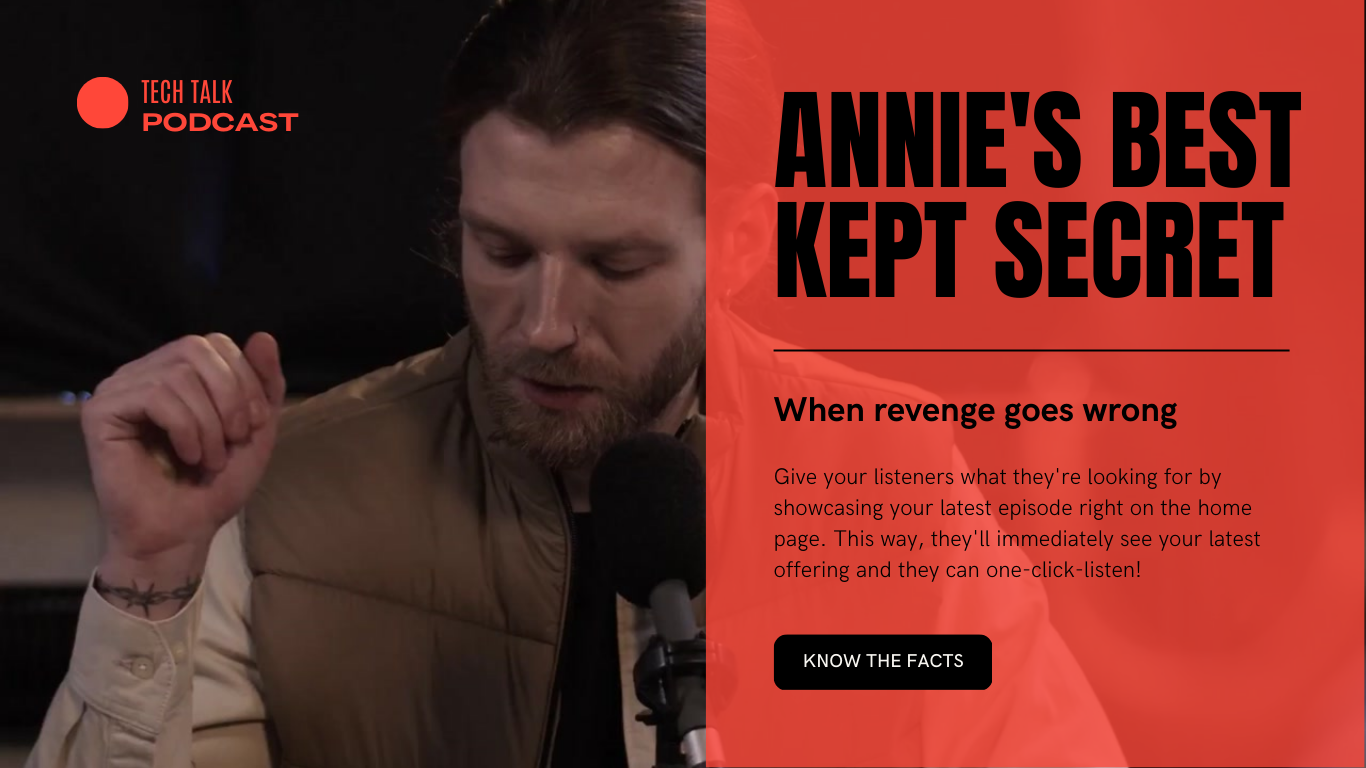 TECH TALK
PODCAST
ANNIE'S BEST
KEPT SECRET
When revenge goes wrong
Give your listeners what they're looking for by
showcasing your latest episode right on the home
page. This way, they'll immediately see your latest
offering and they can one-click-listen!
KNOW THE FACTS